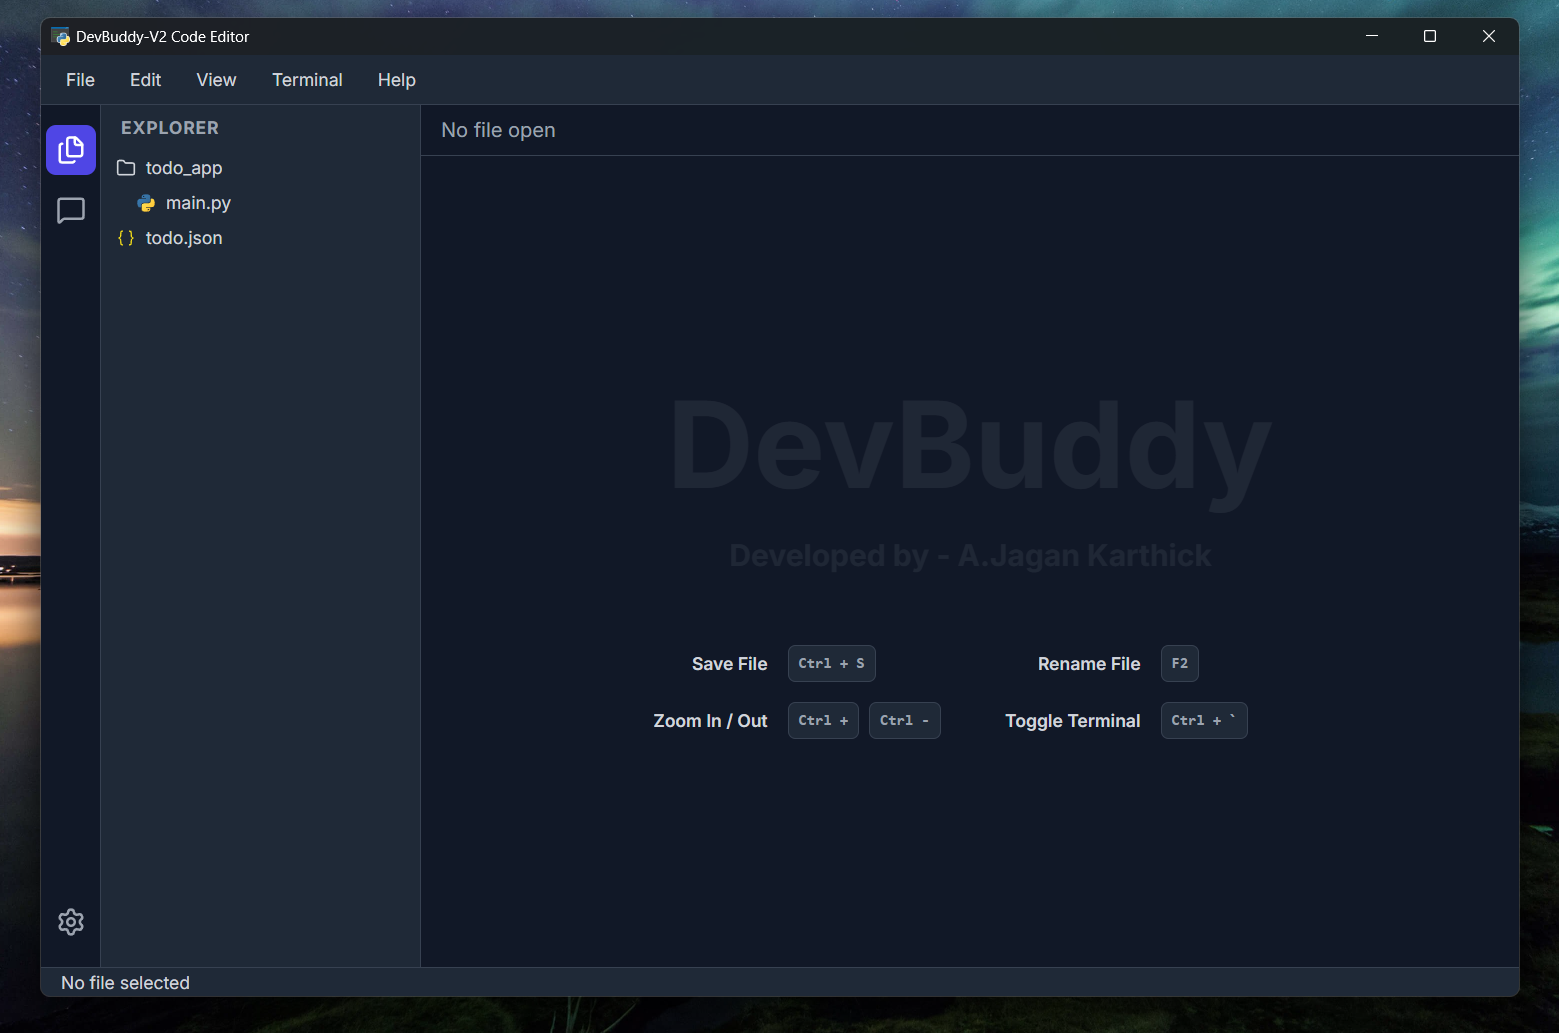 DevBuddy-V2 Code Editor
File Edit View Terminal Help
EXPLORER
todo_app
main.py
{ } todo.json
No file open
DevBuddy
Developed by - A.Jagan Karthick
Save File Ctrl + S Rename File F2
Zoom In / Out Ctrl + Ctrl - Toggle Terminal Ctrl + `
No file selected